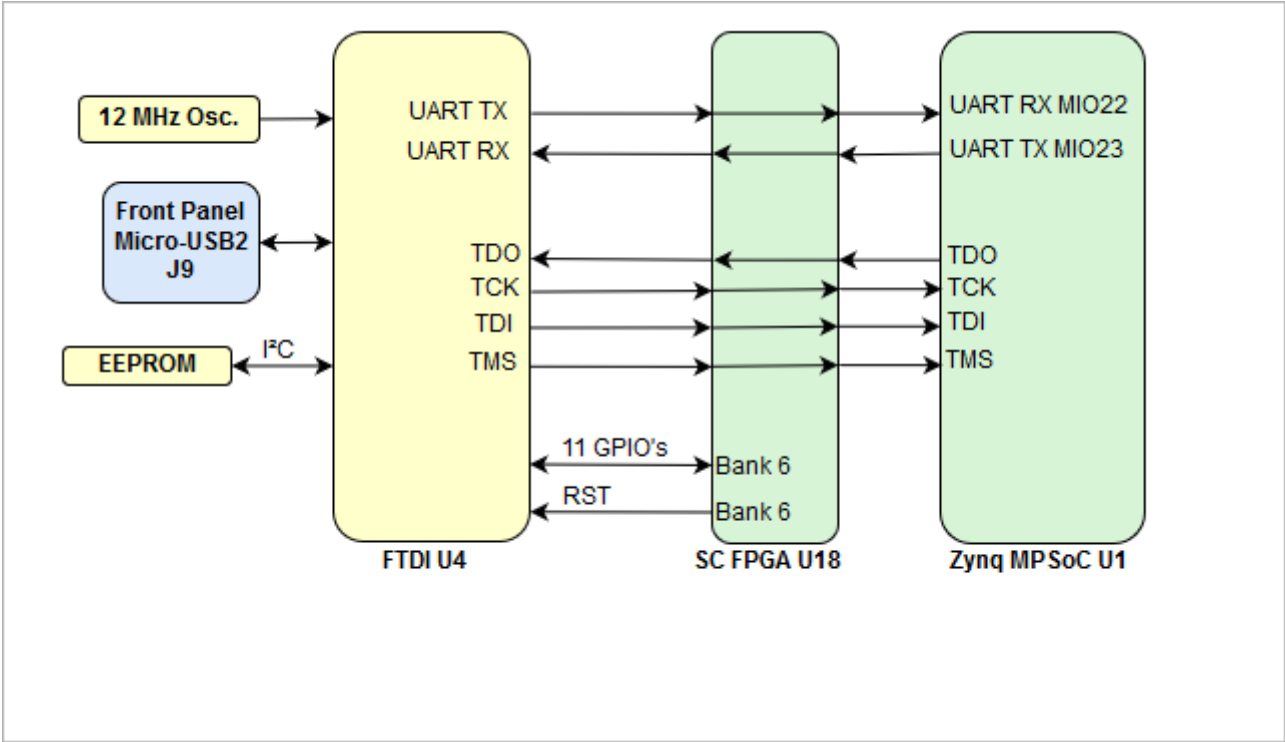 12 MHz Osc.
Front Panel
Micro-USB2
J9
EEPROM
I²C
UART TX
UART RX
TDO
TCK
TDI
TMS
11 GPIO's
RST
Bank 6
Bank 6
UART RX MIO22
UART TX MIO23
TDO
TCK
TDI
TMS
FTDI U4
SC FPGA U18
Zynq MPSoC U1